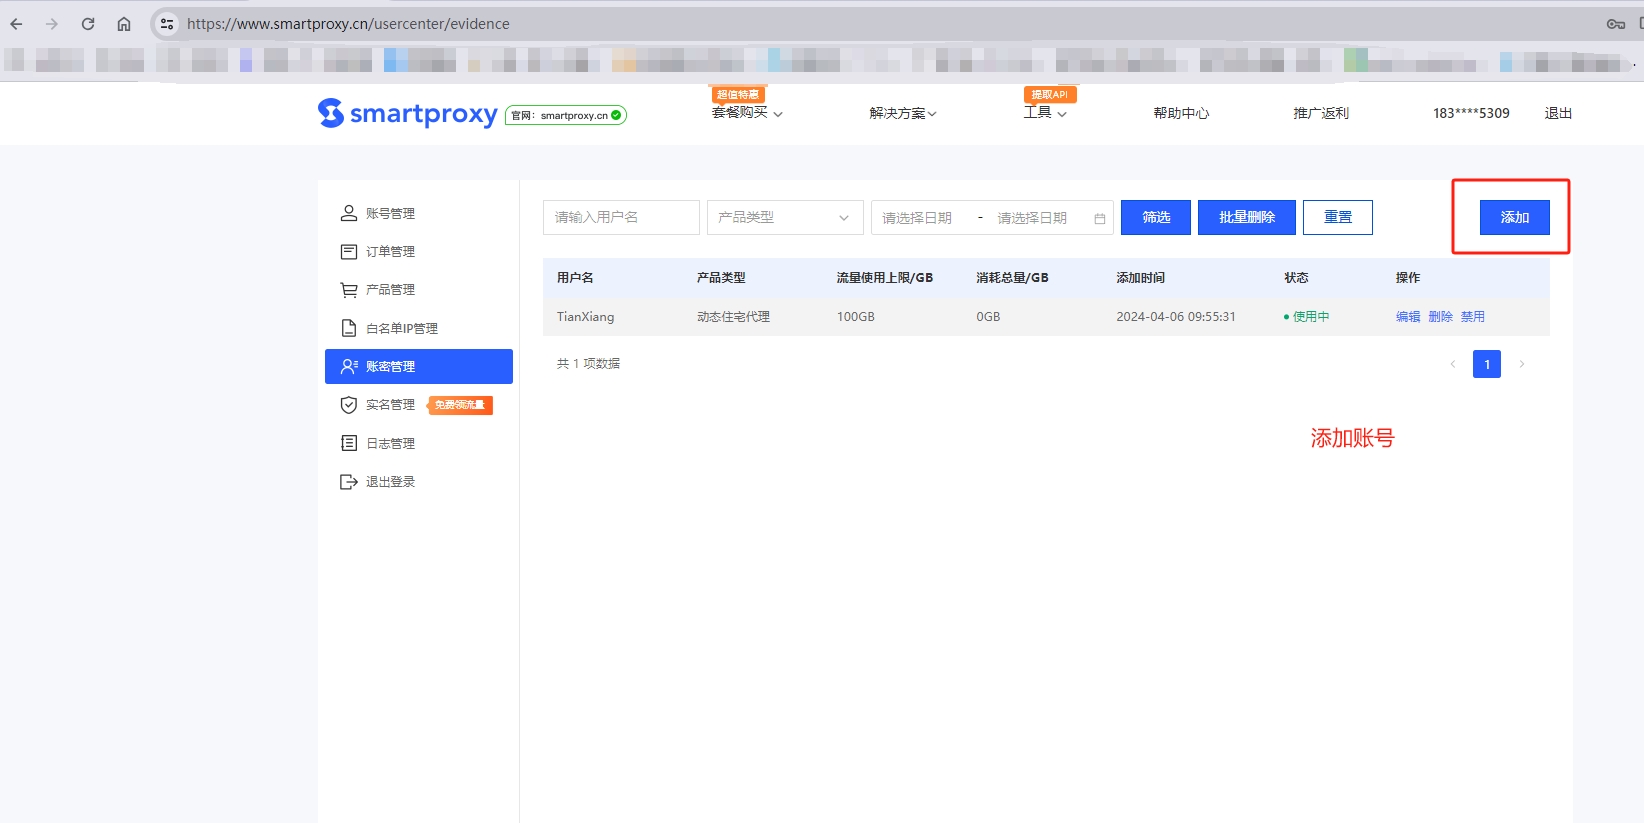 https://www.smartproxy.cn/usercenter/evidence
smartproxy 官网：smartproxy.cn
超值特惠
套餐购买
解决方案
提取API
工具
帮助中心
推广返利
183****5309
退出
账号管理
订单管理
产品管理
白名单IP管理
账密管理
实名管理 免费领流量
日志管理
退出登录
请输入用户名 产品类型 请选择日期 - 请选择日期 筛选 批量删除 重置 添加
用户名 产品类型 流量使用上限/GB 消耗总量/GB 添加时间 状态 操作
TianXiang 动态住宅代理 100GB 0GB 2024-04-06 09:55:31 使用中 编辑 删除 禁用
共 1 项数据 1
添加账号